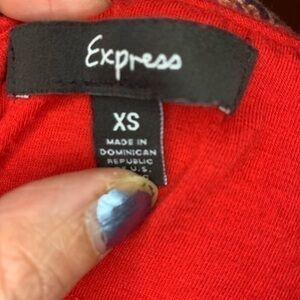 Express
XS
MADE IN
DOMINICAN
REPUBLIC
U.S.